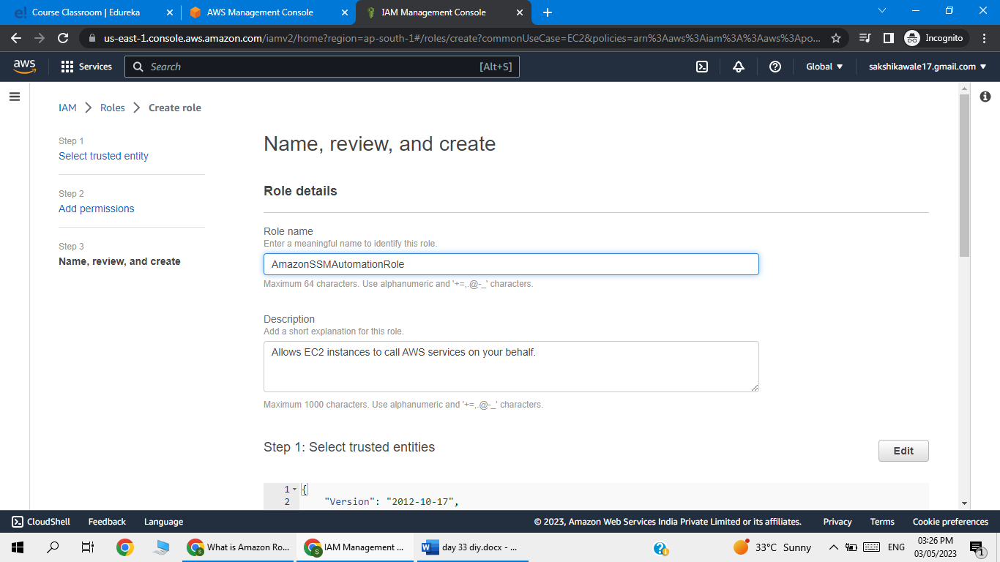 Course Classroom | Edureka
AWS Management Console
IAM Management Console
us-east-1.console.aws.amazon.com/iamv2/home?region=ap-south-1#/roles/create?commonUseCase=EC2&policies=arn%3Aaws%3Aiam%3A%3Aaws%3Apo...
Incognito
aws
Services
Search
[Alt+S]
Global
sakshikawale17.gmail.com
IAM
Roles
Create role
Step 1
Select trusted entity
Step 2
Add permissions
Step 3
Name, review, and create
Name, review, and create
Role details
Role name
Enter a meaningful name to identify this role.
AmazonSSMAutomationRole
Maximum 64 characters. Use alphanumeric and '+=,.@-_' characters.
Description
Add a short explanation for this role.
Allows EC2 instances to call AWS services on your behalf.
Maximum 1000 characters. Use alphanumeric and '+=,.@-_' characters.
Step 1: Select trusted entities
Edit
1 {
2 "Version": "2012-10-17",
CloudShell
Feedback
Language
© 2023, Amazon Web Services India Private Limited or its affiliates.
Privacy
Terms
Cookie preferences
What is Amazon Ro...
IAM Management ...
day 33 diy.docx - ...
33°C Sunny
ENG
03:26 PM
03/05/2023
1